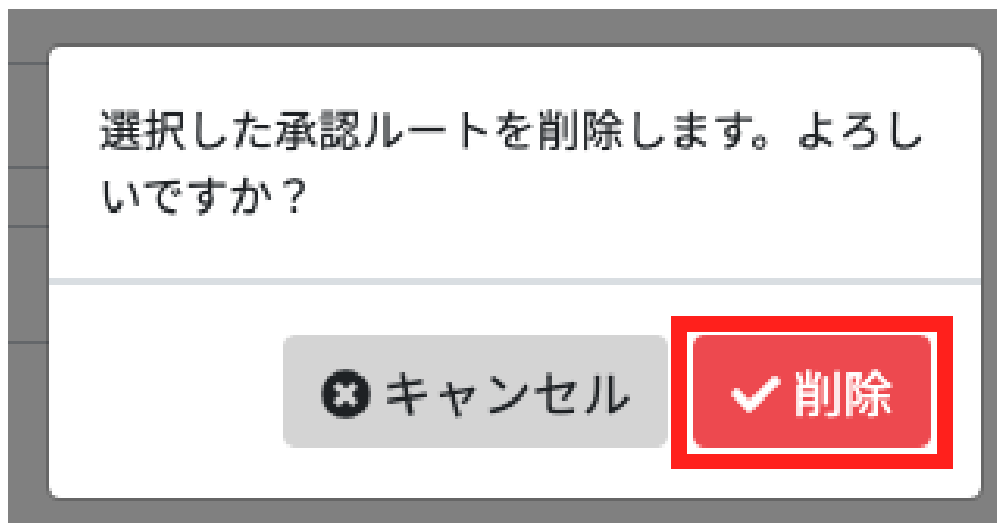 選択した承認ルートを削除します。よろし
いですか？
キャンセル
削除